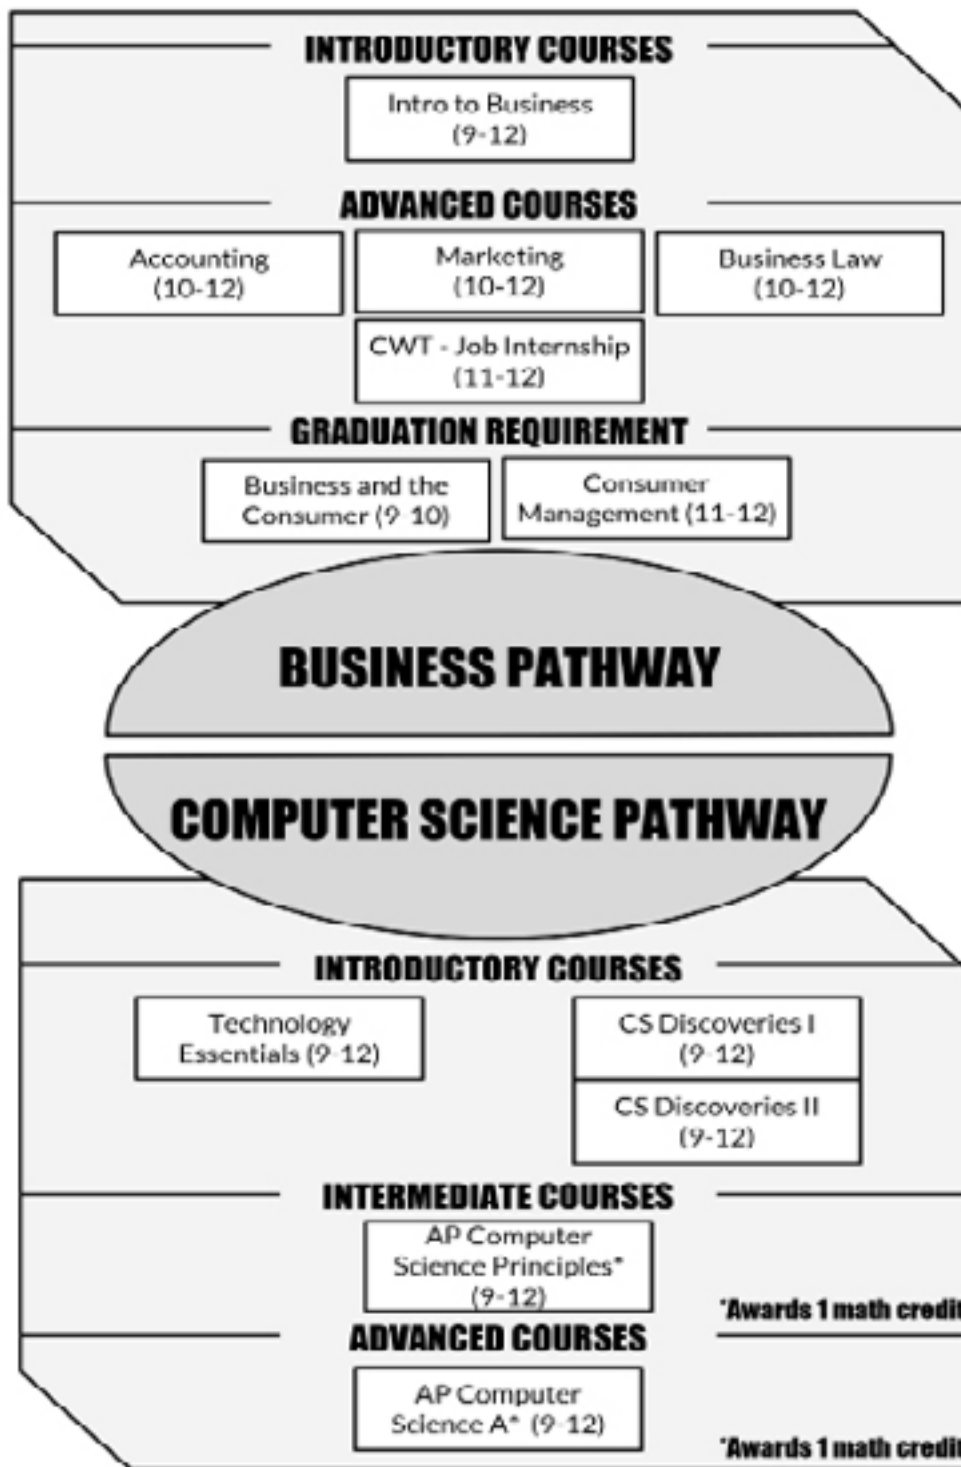 INTRODUCTORY COURSES
Intro to Business
(9-12)
ADVANCED COURSES
Accounting
(10-12)
Marketing
(10-12)
Business Law
(10-12)
CWT - Job Internship
(11-12)
GRADUATION REQUIREMENT
Business and the
Consumer (9-10)
Consumer
Management (11-12)
BUSINESS PATHWAY
COMPUTER SCIENCE PATHWAY
INTRODUCTORY COURSES
Technology
Essentials (9-12)
CS Discoveries I
(9-12)
CS Discoveries II
(9-12)
INTERMEDIATE COURSES
AP Computer
Science Principles*
(9-12)
*Awards 1 math credit
ADVANCED COURSES
AP Computer
Science A* (9-12)
*Awards 1 math credit